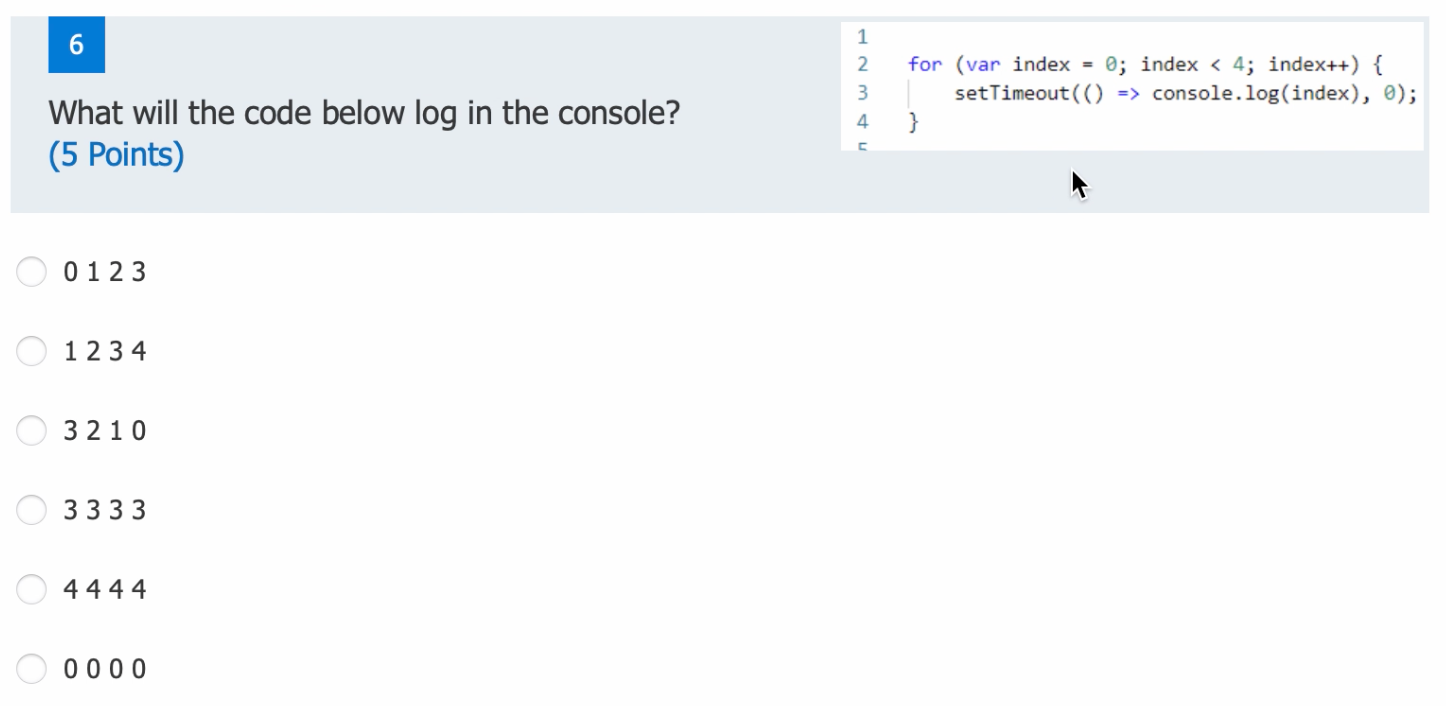 6
What will the code below log in the console?
(5 Points)
1
2 for (var index = 0; index < 4; index++) {
3 setTimeout(() => console.log(index), 0);
4 }
5
0 1 2 3
1 2 3 4
3 2 1 0
3 3 3 3
4 4 4 4
0 0 0 0